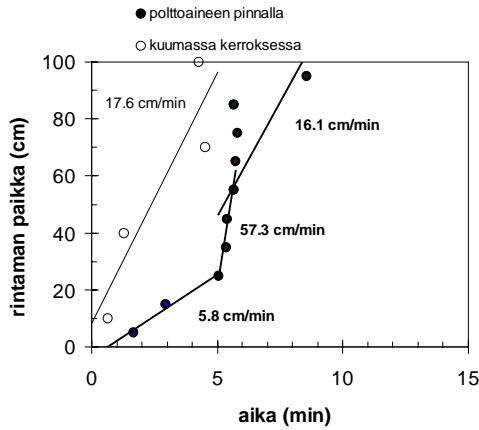 polttoaineen pinnalla
kuumassa kerroksessa
100
80
60
40
20
0
rintaman paikka (cm)
17.6 cm/min
16.1 cm/min
57.3 cm/min
5.8 cm/min
0 5 10 15
aika (min)